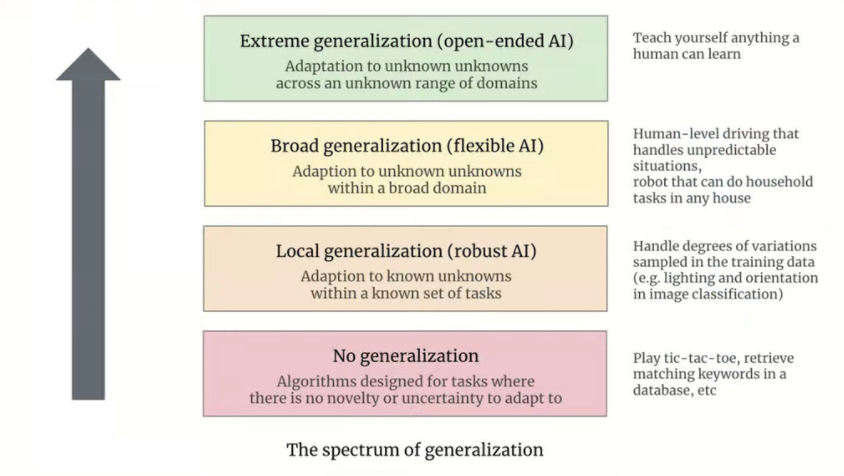 Extreme generalization (open-ended AI)
Adaptation to unknown unknowns
across an unknown range of domains
Teach yourself anything a
human can learn
Broad generalization (flexible AI)
Adaption to unknown unknowns
within a broad domain
Human-level driving that
handles unpredictable
situations,
robot that can do household
tasks in any house
Local generalization (robust AI)
Adaption to known unknowns
within a known set of tasks
Handle degrees of variations
sampled in the training data
(e.g. lighting and orientation
in image classification)
No generalization
Algorithms designed for tasks where
there is no novelty or uncertainty to adapt to
Play tic-tac-toe, retrieve
matching keywords in a
database, etc
The spectrum of generalization